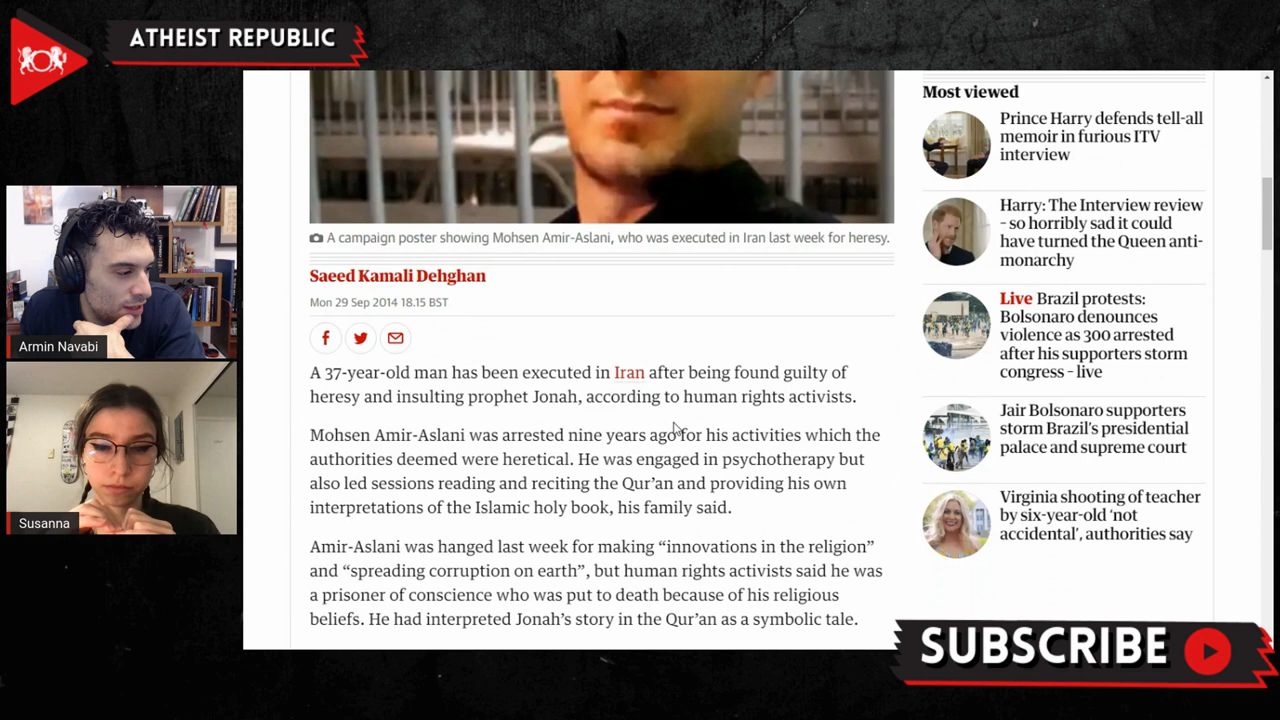 ATHEIST REPUBLIC
Armin Navabi
Susanna
A campaign poster showing Mohsen Amir-Aslani, who was executed in Iran last week for heresy.
Saeed Kamali Dehghan
Mon 29 Sep 2014 18.15 BST
A 37-year-old man has been executed in Iran after being found guilty of
heresy and insulting prophet Jonah, according to human rights activists.
Mohsen Amir-Aslani was arrested nine years ago for his activities which the
authorities deemed were heretical. He was engaged in psychotherapy but
also led sessions reading and reciting the Qur’an and providing his own
interpretations of the Islamic holy book, his family said.
Amir-Aslani was hanged last week for making “innovations in the religion”
and “spreading corruption on earth”, but human rights activists said he was
a prisoner of conscience who was put to death because of his religious
beliefs. He had interpreted Jonah’s story in the Qur’an as a symbolic tale.
Most viewed
Prince Harry defends tell-all
memoir in furious ITV
interview
Harry: The Interview review
– so horribly sad it could
have turned the Queen anti-
monarchy
Live Brazil protests:
Bolsonaro denounces
violence as 300 arrested
after his supporters storm
congress – live
Jair Bolsonaro supporters
storm Brazil’s presidential
palace and supreme court
Virginia shooting of teacher
by six-year-old ‘not
accidental’, authorities say
SUBSCRIBE